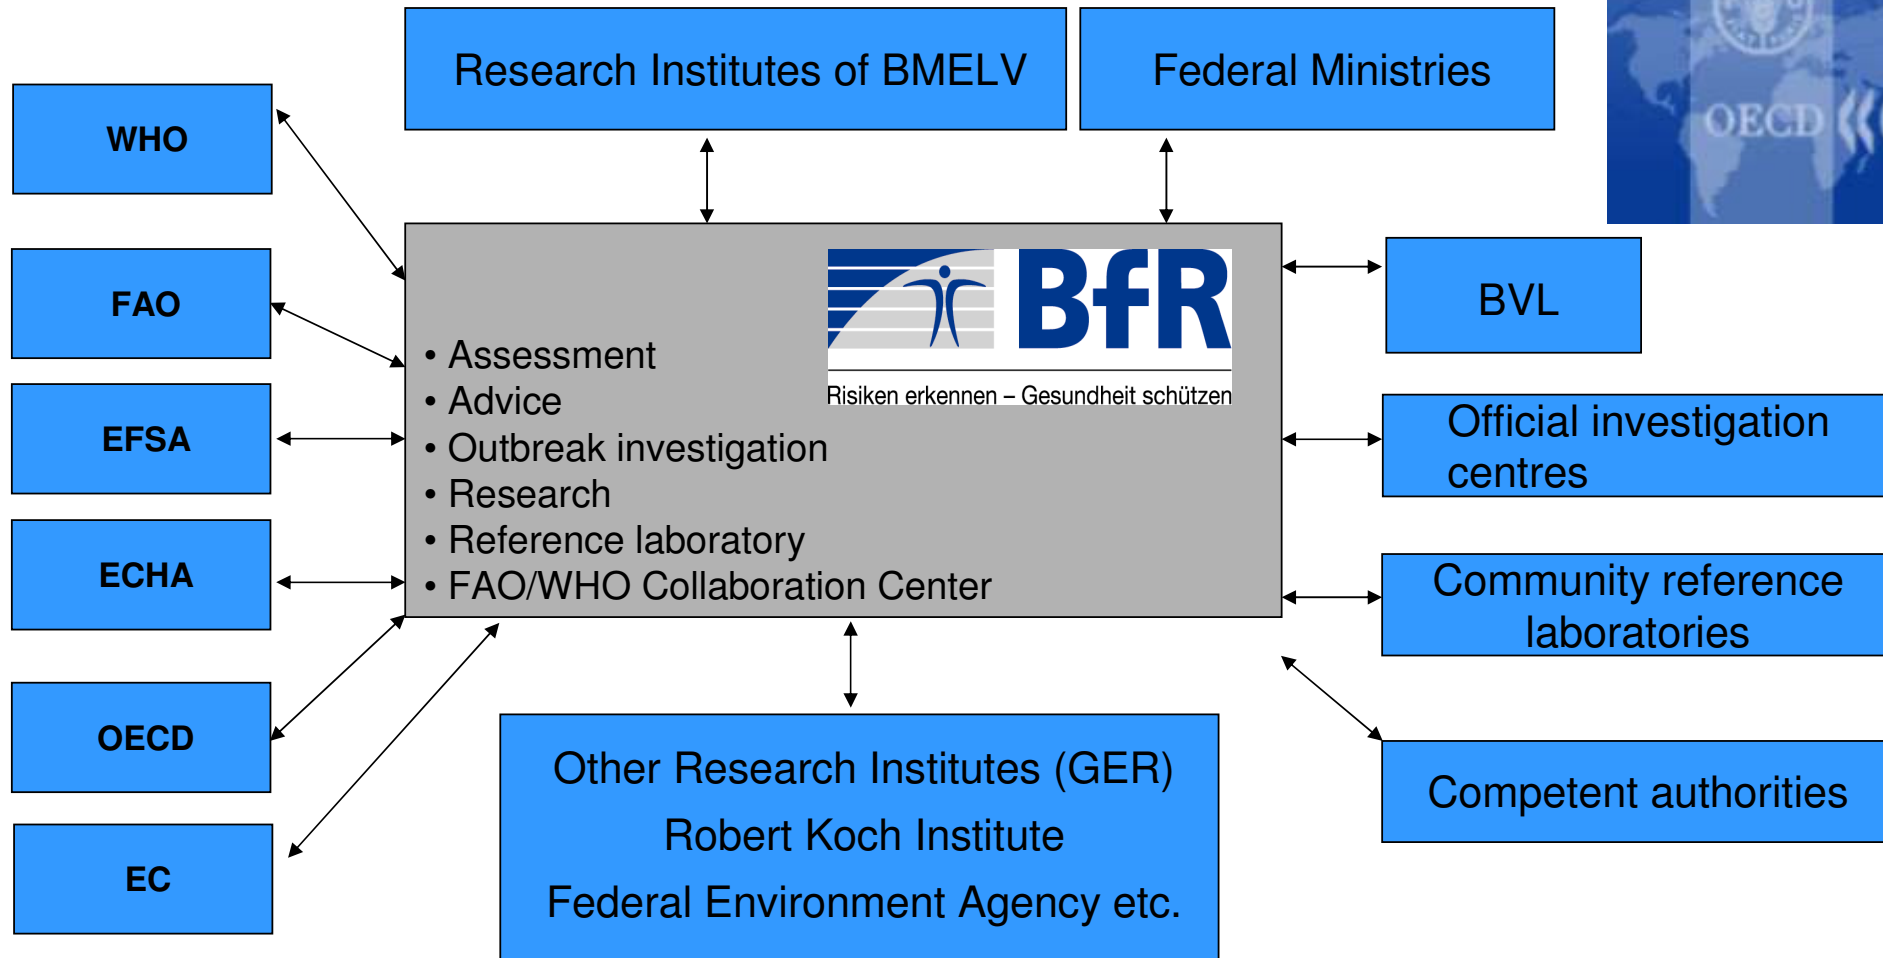 Research Institutes of BMELV
Federal Ministries
OECD
WHO
FAO
EFSA
ECHA
OECD
EC
BfR
Risiken erkennen – Gesundheit schützen
• Assessment
• Advice
• Outbreak investigation
• Research
• Reference laboratory
• FAO/WHO Collaboration Center
BVL
Official investigation
centres
Community reference
laboratories
Competent authorities
Other Research Institutes (GER)
Robert Koch Institute
Federal Environment Agency etc.